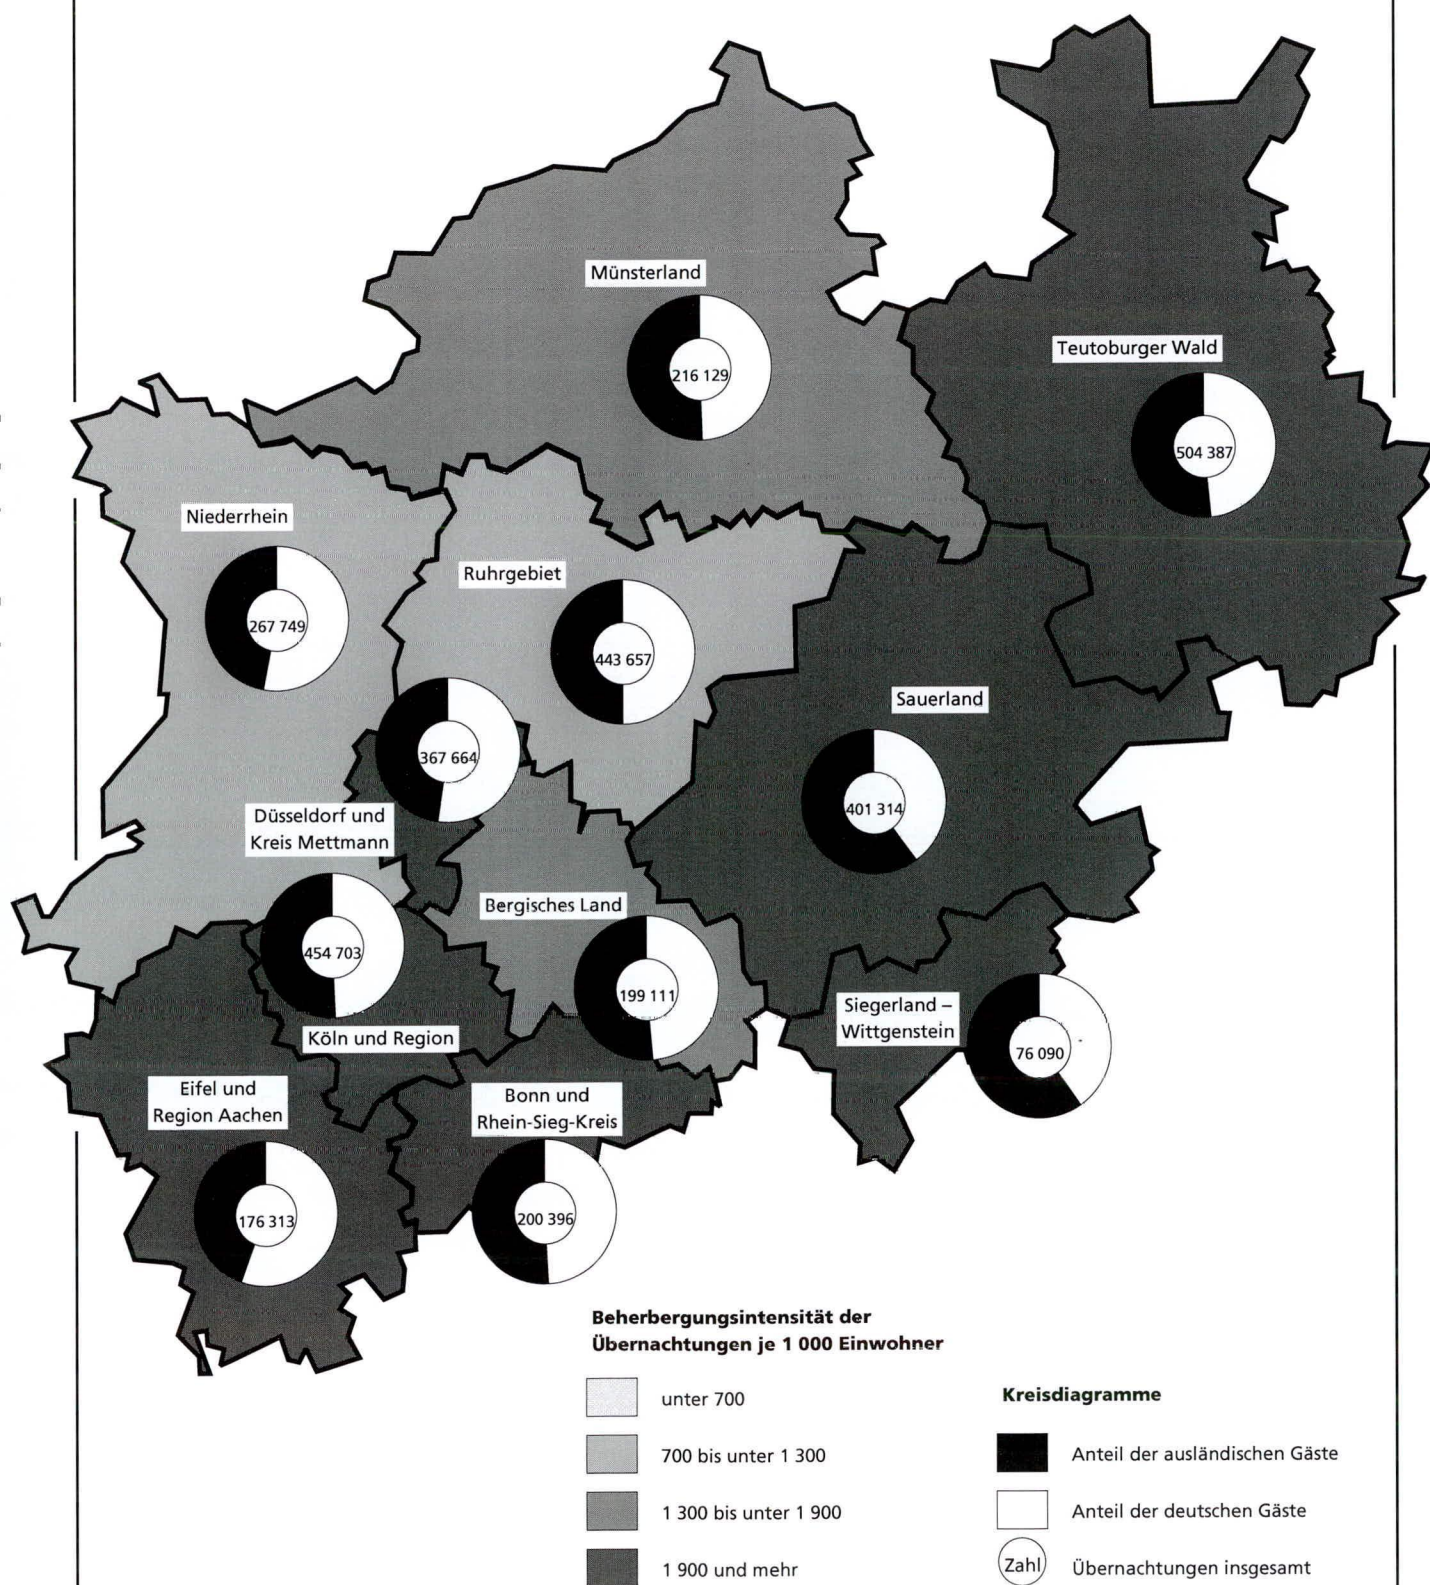 Münsterland
216 129
Teutoburger Wald
504 387
Niederrhein
267 749
Ruhrgebiet
443 657
Sauerland
401 314
367 664
Düsseldorf und
Kreis Mettmann
Bergisches Land
199 111
454 703
Köln und Region
Siegerland –
Wittgenstein
76 090
Eifel und
Region Aachen
176 313
Bonn und
Rhein-Sieg-Kreis
200 396
Beherbergungsintensität der
Übernachtungen je 1 000 Einwohner
unter 700
700 bis unter 1 300
1 300 bis unter 1 900
1 900 und mehr
Kreisdiagramme
Anteil der ausländischen Gäste
Anteil der deutschen Gäste
Zahl Übernachtungen insgesamt